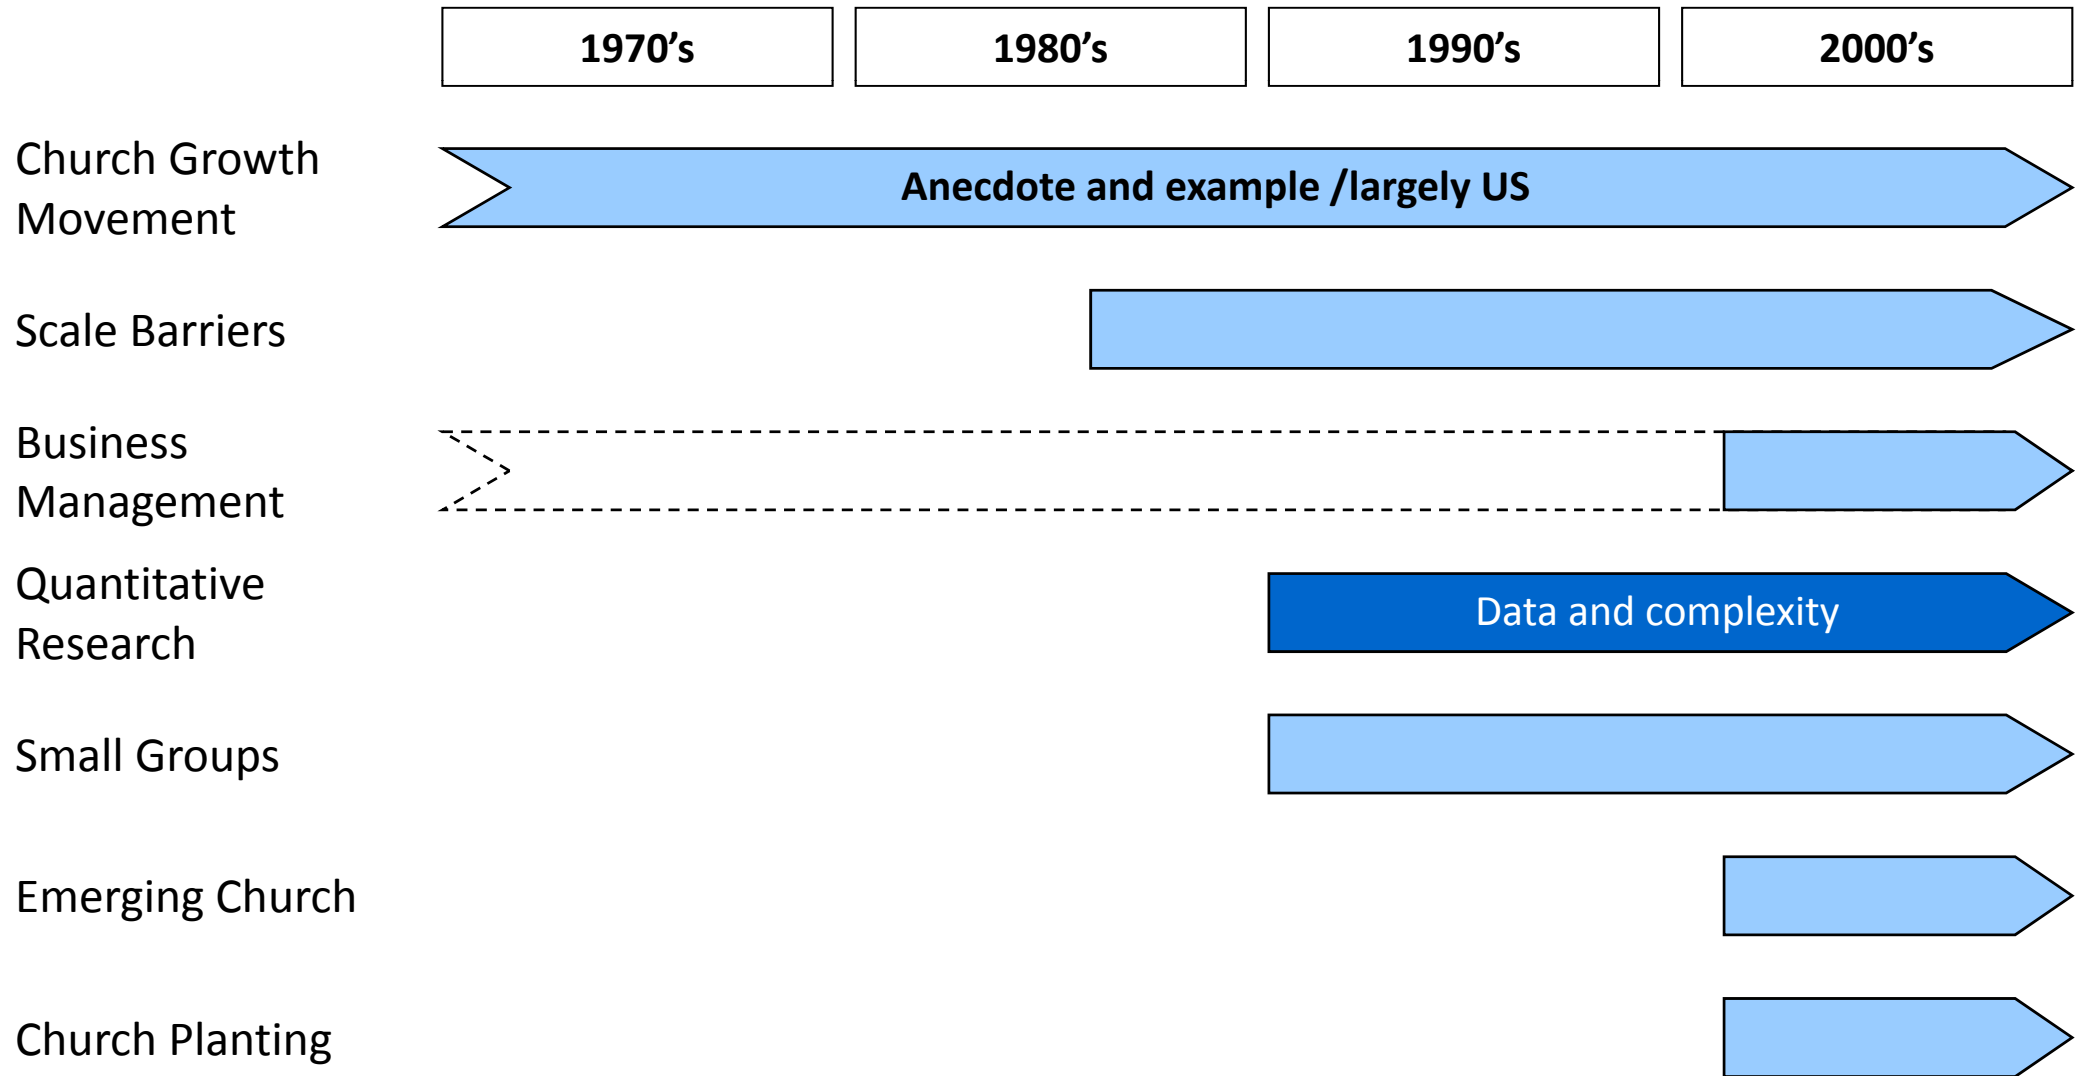 1970’s
1980’s
1990’s
2000’s
Church Growth
Movement
Anecdote and example /largely US
Scale Barriers
Business
Management
Quantitative
Research
Data and complexity
Small Groups
Emerging Church
Church Planting